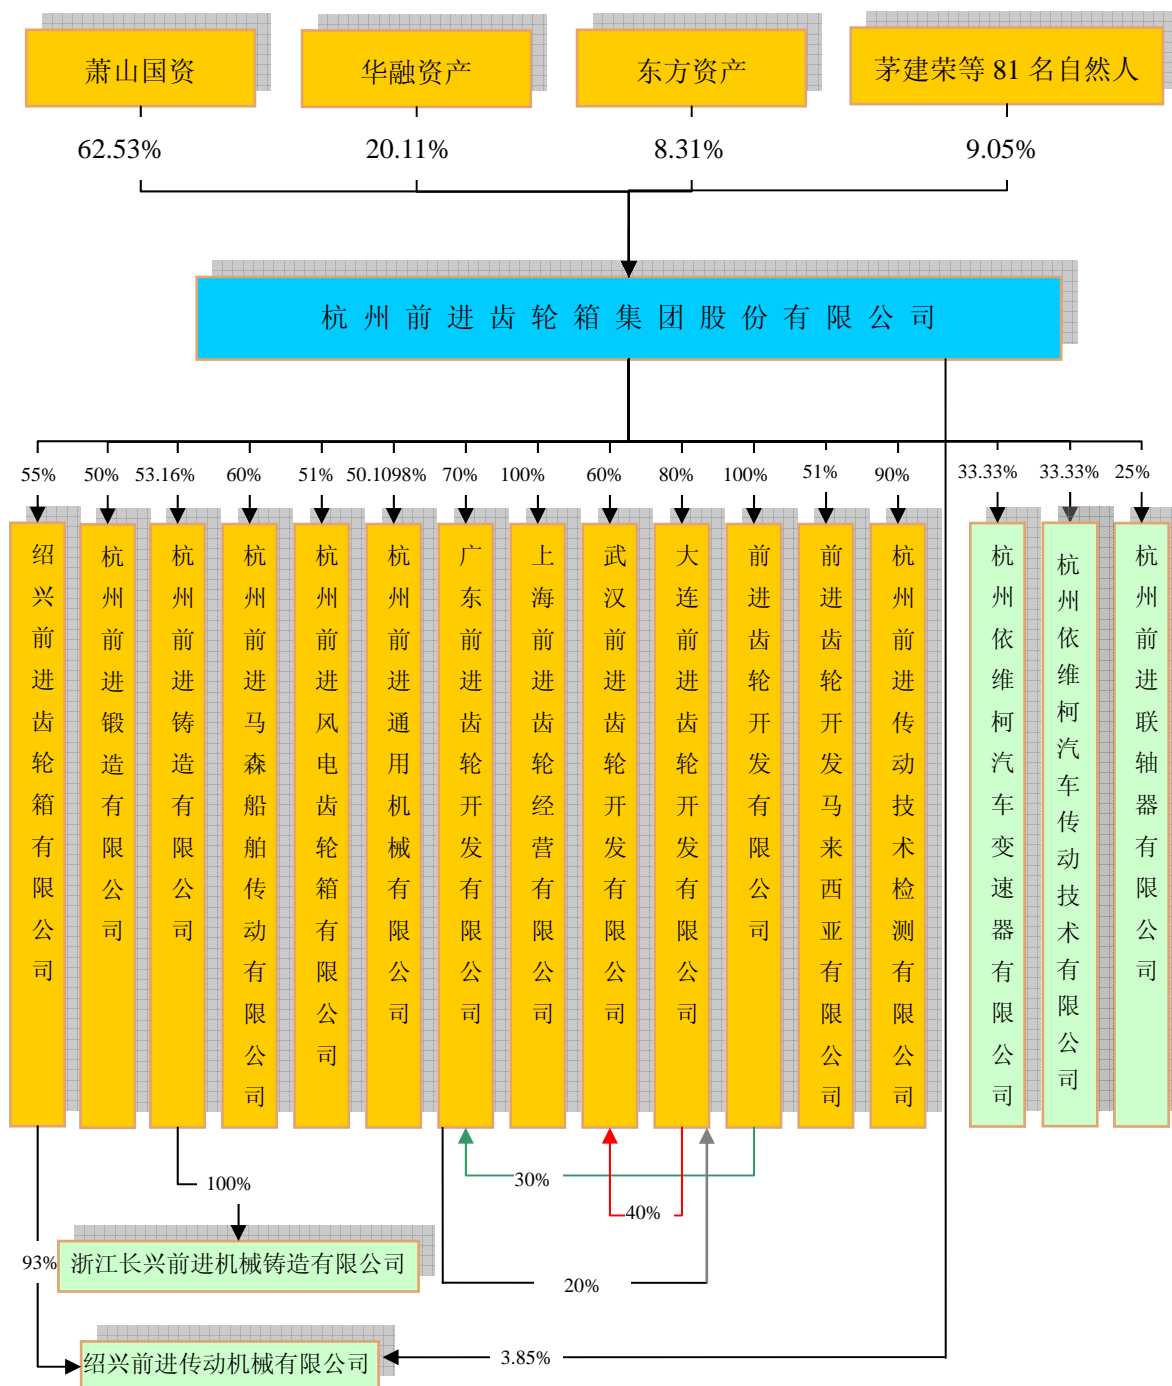 萧山国资
华融资产
东方资产
茅建荣等 81 名自然人
62.53%
20.11%
8.31%
9.05%
杭州前进齿轮箱集团股份有限公司
55%
50%
53.16%
60%
51%
50.1098%
70%
100%
60%
80%
100%
51%
90%
33.33%
33.33%
25%
绍兴前进齿轮箱有限公司
杭州前进锻造有限公司
杭州前进铸造有限公司
杭州前进马森船舶传动有限公司
杭州前进风电齿轮箱有限公司
杭州前进通用机械有限公司
广东前进齿轮开发有限公司
上海前进齿轮经营有限公司
武汉前进齿轮开发有限公司
大连前进齿轮开发有限公司
前进齿轮开发有限公司
前进齿轮开发马来西亚有限公司
杭州前进传动技术检测有限公司
杭州依维柯汽车变速器有限公司
杭州依维柯汽车传动技术有限公司
杭州前进联轴器有限公司
30%
100%
40%
93%
浙江长兴前进机械铸造有限公司
20%
绍兴前进传动机械有限公司
3.85%